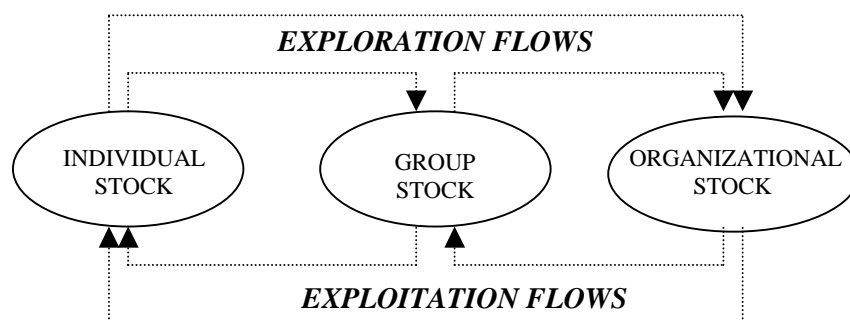 EXPLORATION FLOWS
INDIVIDUAL
STOCK
GROUP
STOCK
ORGANIZATIONAL
STOCK
EXPLOITATION FLOWS